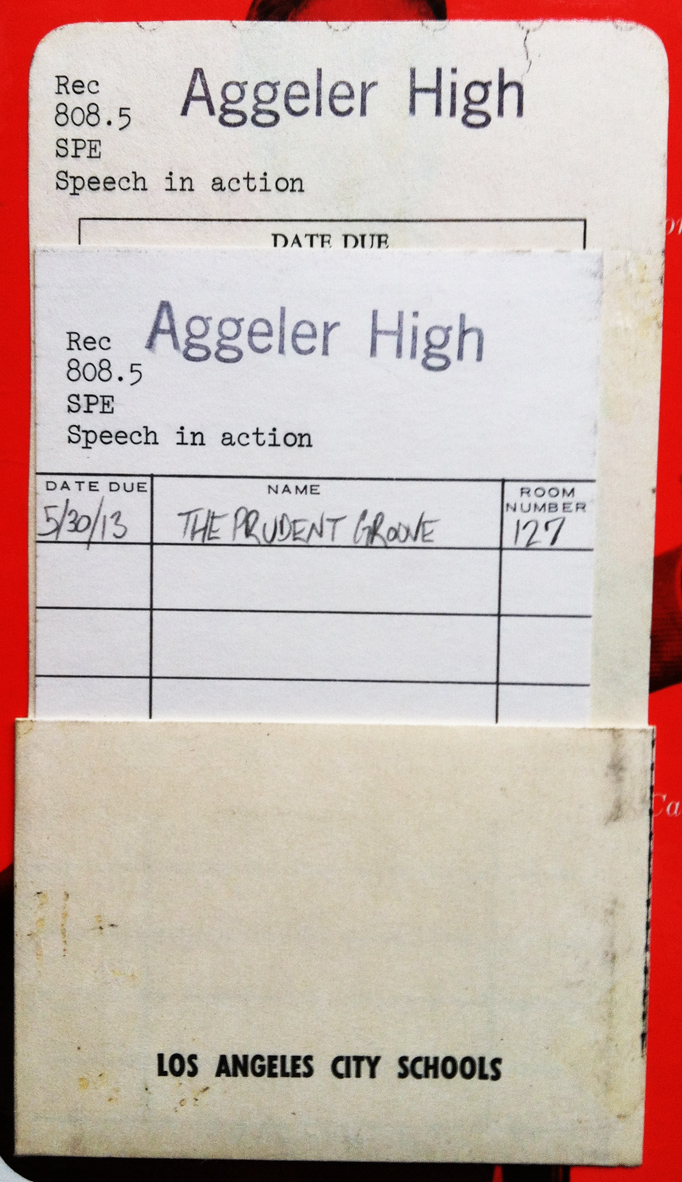 Aggeler High
Rec
808.5
SPE
Speech in action
DATE DUE
Aggeler High
Rec
808.5
SPE
Speech in action
DATE DUE NAME ROOM NUMBER
5/30/13 THE PRUDENT GROOVE 127
LOS ANGELES CITY SCHOOLS